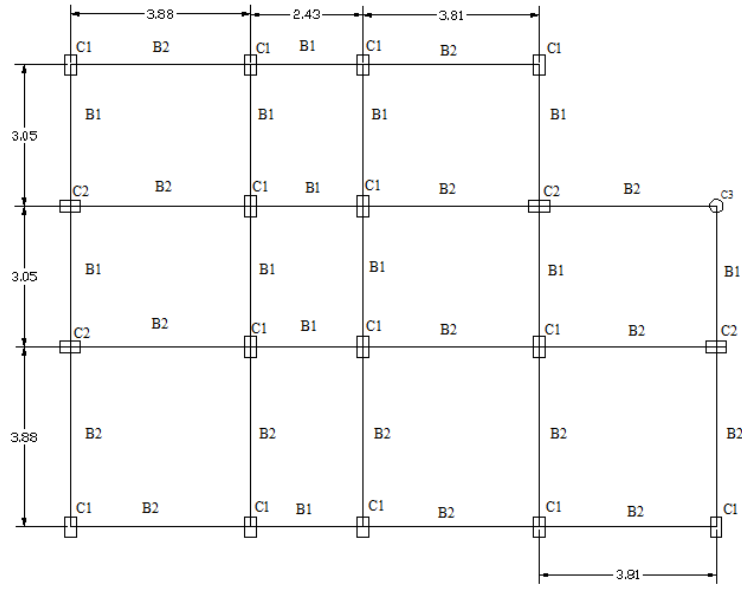 3.88 2.43 3.81
C1 B2 C1 B1 C1 B2 C1
B1 B1 B1 B1
3.05
C2 B2 C1 B1 C1 B2 C2 B2 C3
B1 B1 B1 B1 B1
3.05
C2 B2 C1 B1 C1 B2 C1 B2 C2
B2 B2 B2 B2 B2
3.88
C1 B2 C1 B1 C1 B2 C1 B2 C1
3.81